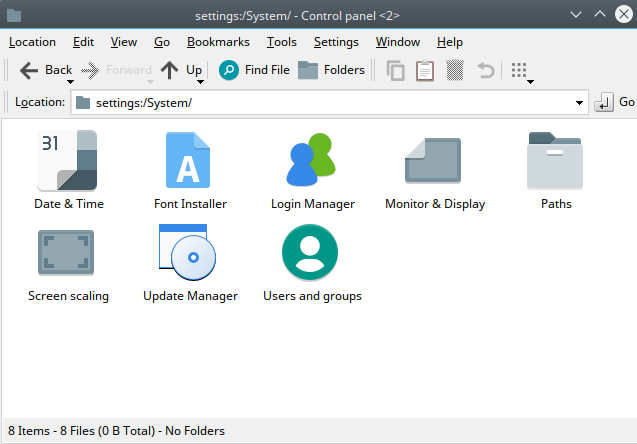 settings:/System/ - Control panel <2>
Location Edit View Go Bookmarks Tools Settings Window Help
Back Forward Up Find File Folders
Location: settings:/System/ Go
31 A
Date & Time Font Installer Login Manager Monitor & Display Paths
Screen scaling Update Manager Users and groups
8 Items - 8 Files (0 B Total) - No Folders